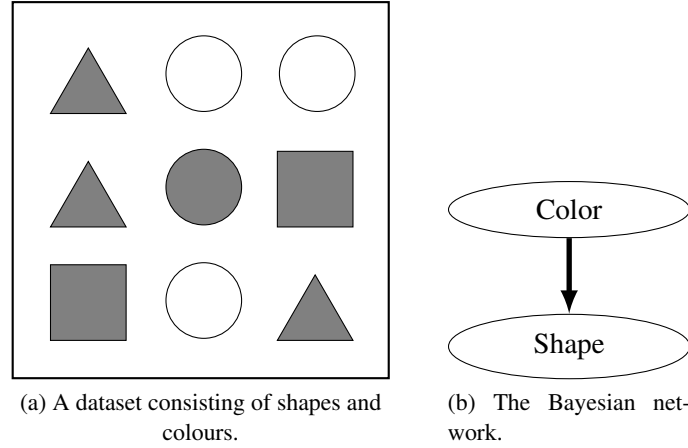 Color
Shape
(a) A dataset consisting of shapes and
colours.
(b) The Bayesian net-
work.